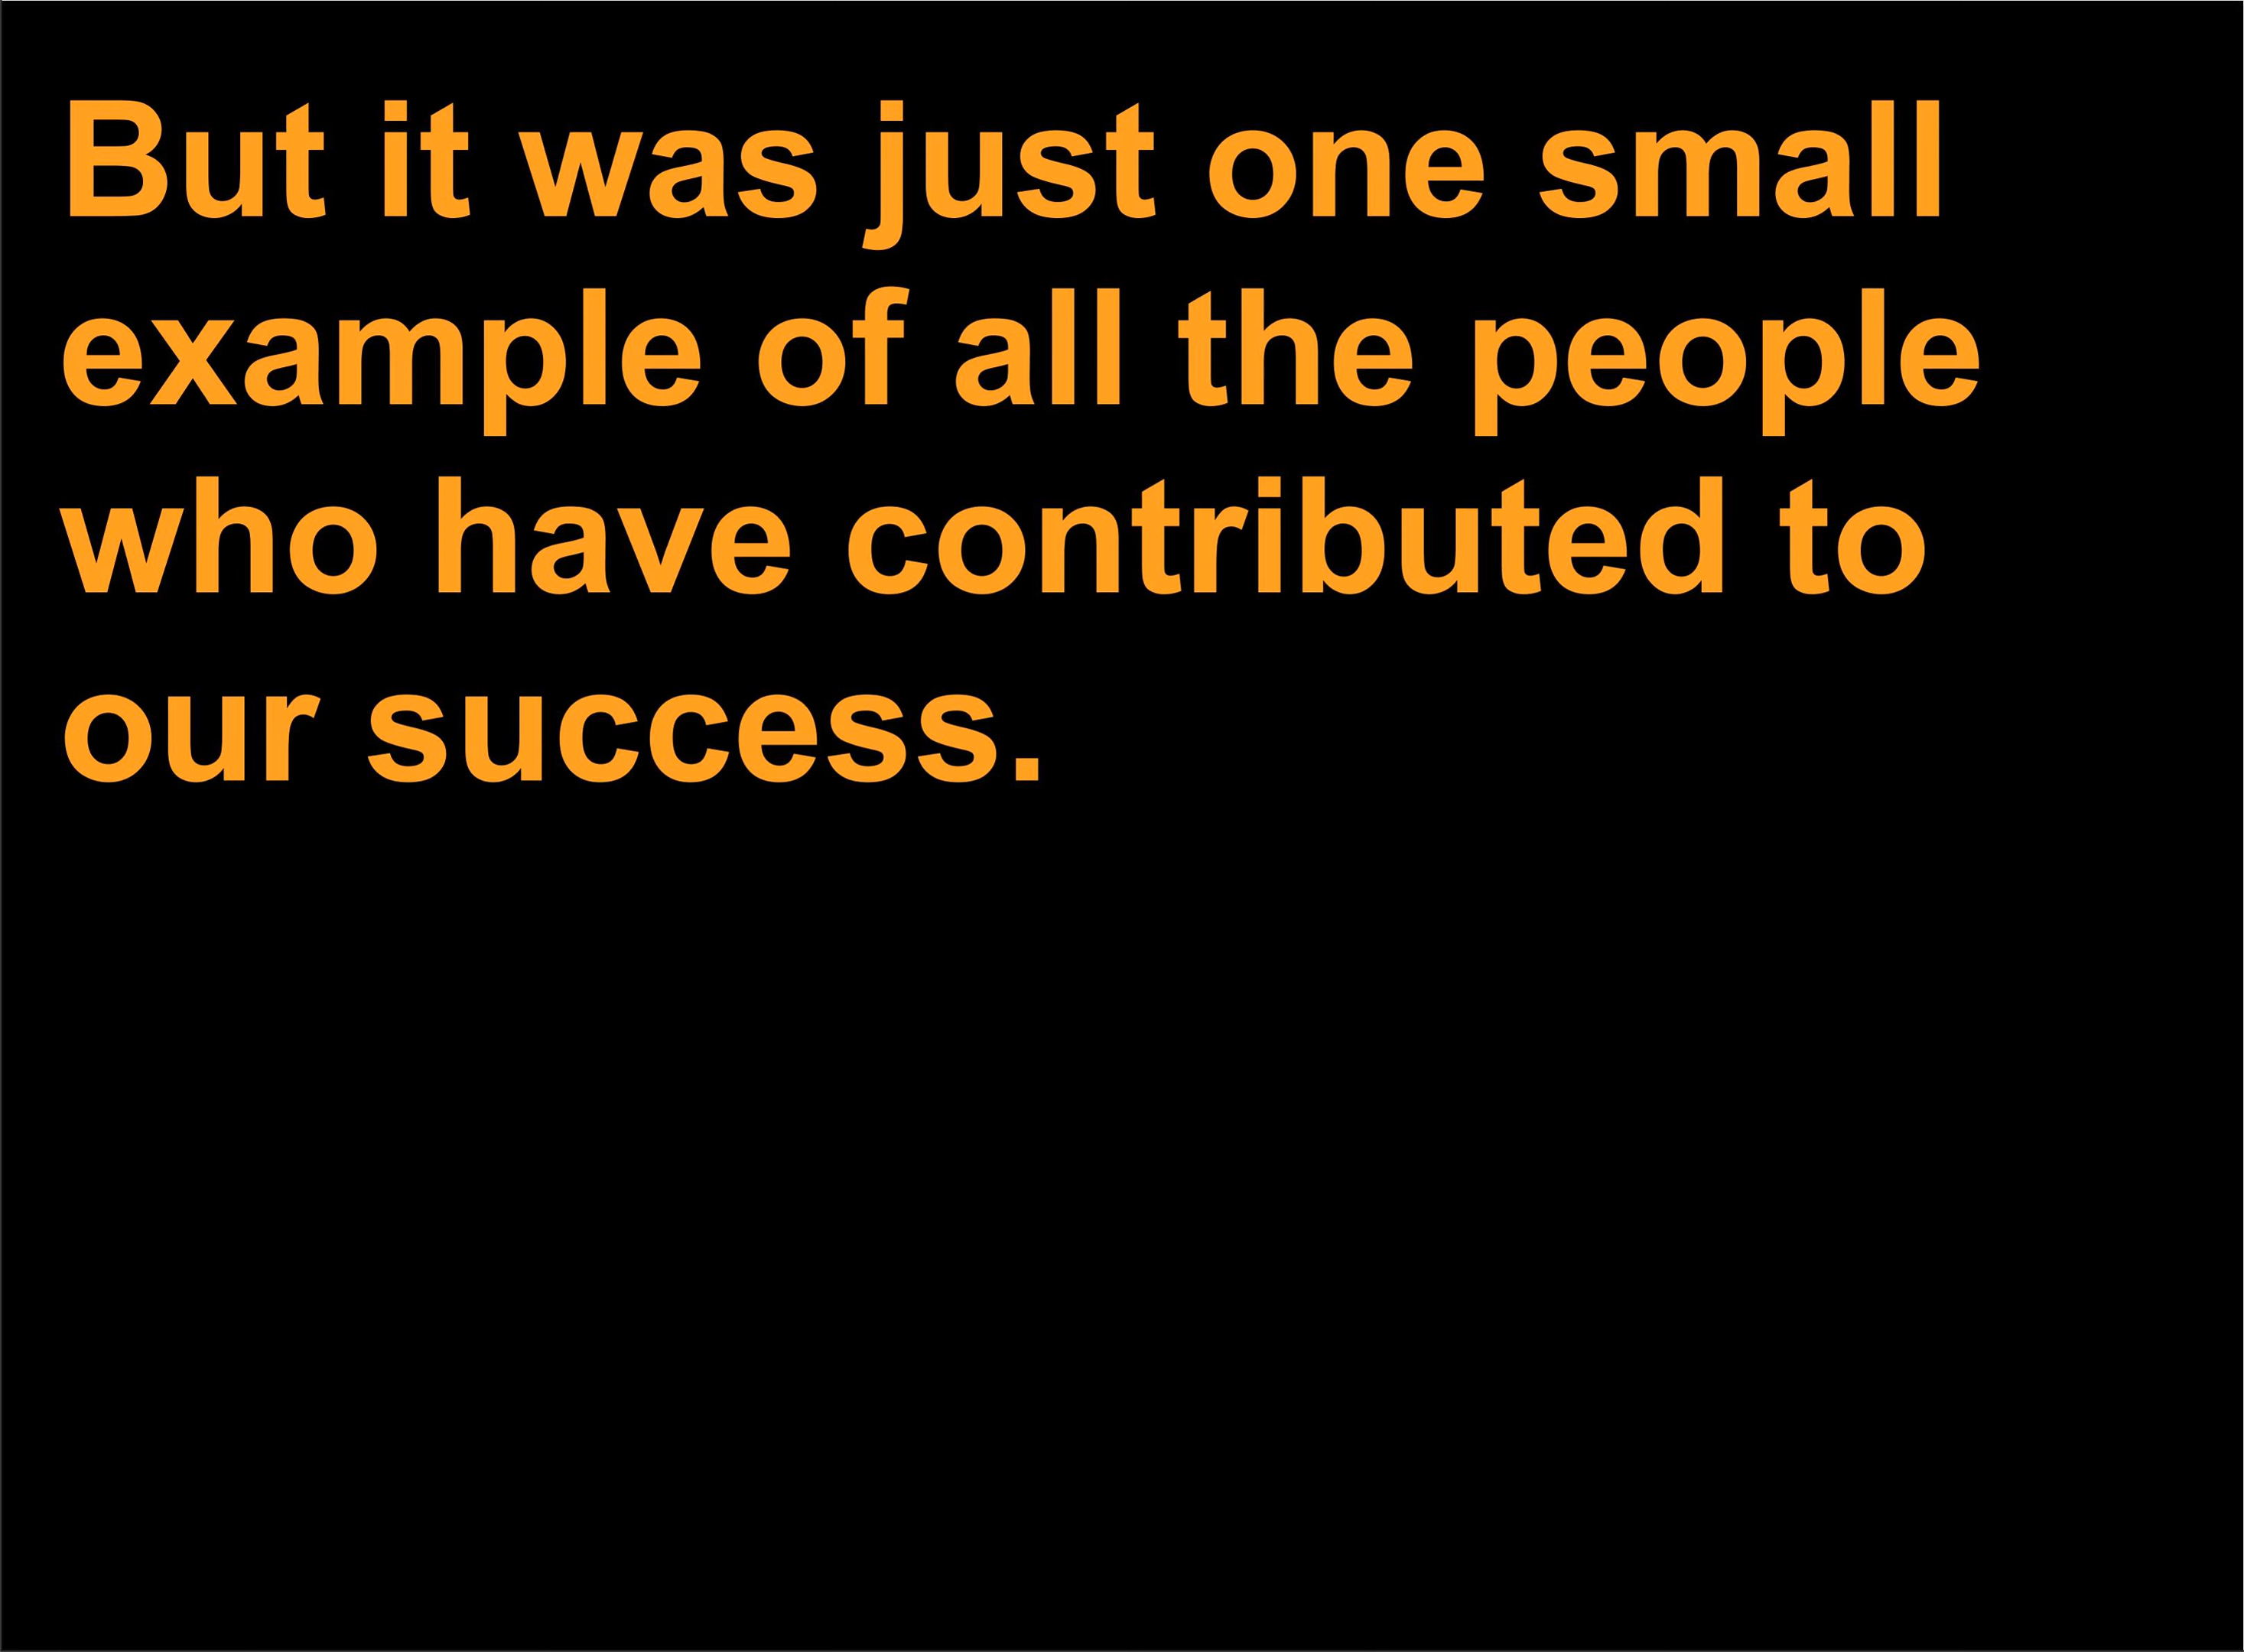 But it was just one small
example of all the people
who have contributed to
our success.